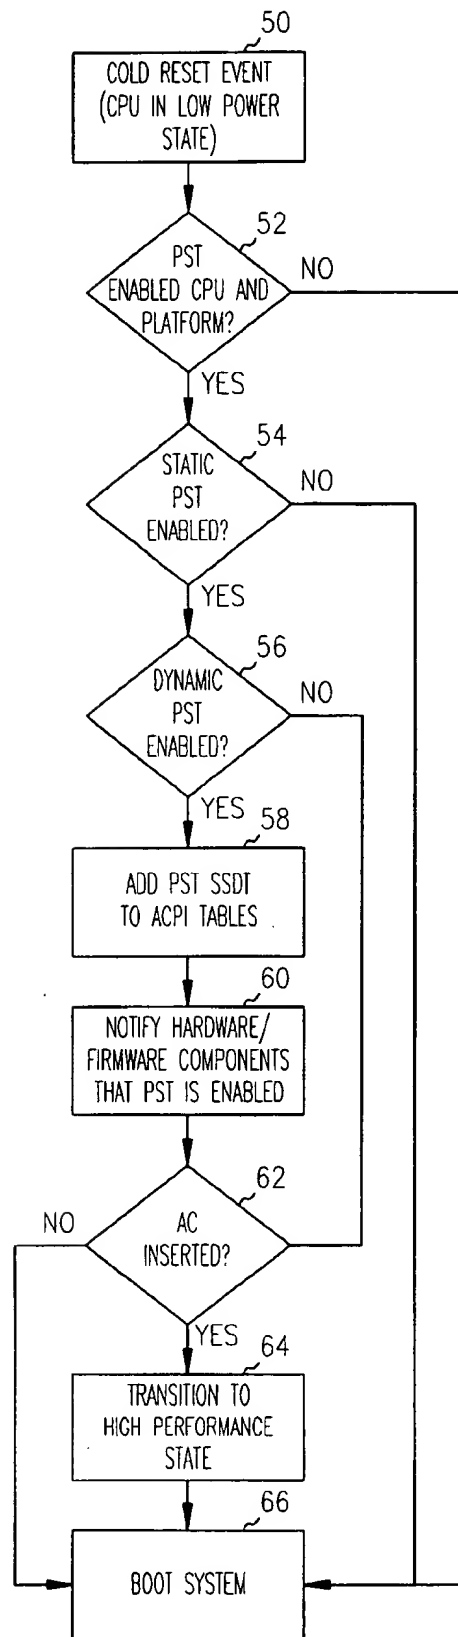 50
COLD RESET EVENT
(CPU IN LOW POWER
STATE)
52
PST
ENABLED CPU AND
PLATFORM?
NO
YES
54
STATIC
PST
ENABLED?
NO
YES
56
DYNAMIC
PST
ENABLED?
NO
YES
58
ADD PST SSDT
TO ACPI TABLES
60
NOTIFY HARDWARE/
FIRMWARE COMPONENTS
THAT PST IS ENABLED
62
NO
AC
INSERTED?
YES
64
TRANSITION TO
HIGH PERFORMANCE
STATE
66
BOOT SYSTEM